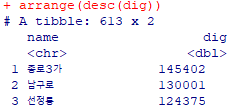 + arrange(desc(dig))
# A tibble: 613 x 2
name dig
<chr> <dbl>
1 종로3가 145402
2 남구로 130001
3 선정릉 124375